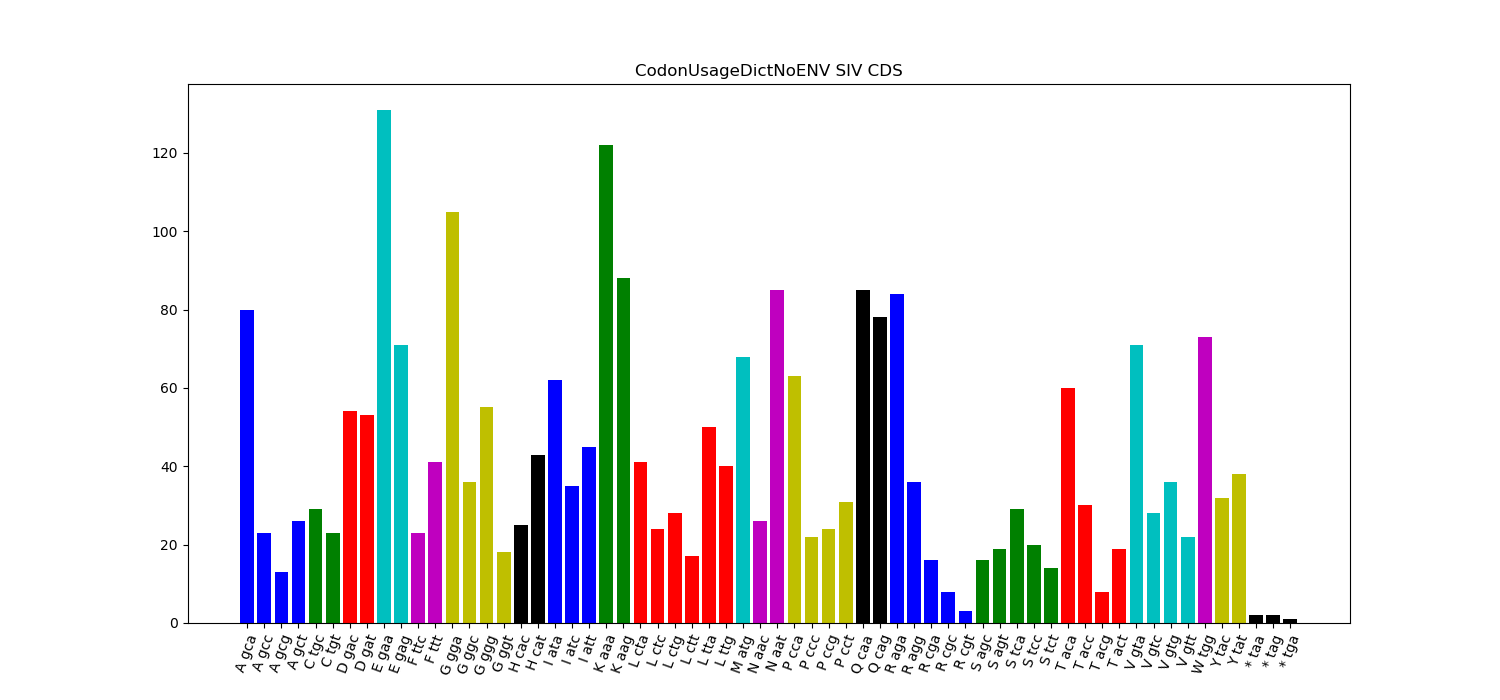 CodonUsageDictNoENV SIV CDS
120
100
80
60
40
20
0
A gca
A gcc
A gcg
A gct
C tgc
C tgt
D gac
D gat
E gaa
E gag
F ttc
F ttt
G gga
G ggc
G ggg
G ggt
H cac
H cat
I ata
I atc
I att
K aaa
K aag
L cta
L ctc
L ctg
L ctt
L tta
L ttg
M atg
N aac
N aat
P cca
P ccc
P ccg
P cct
Q caa
Q cag
R aga
R agg
R cga
R cgc
R cgt
S agc
S agt
S tca
S tcc
S tct
T aca
T acc
T acg
T act
V gta
V gtc
V gtg
V gtt
W tgg
Y tac
Y tat
* taa
* tag
* tga